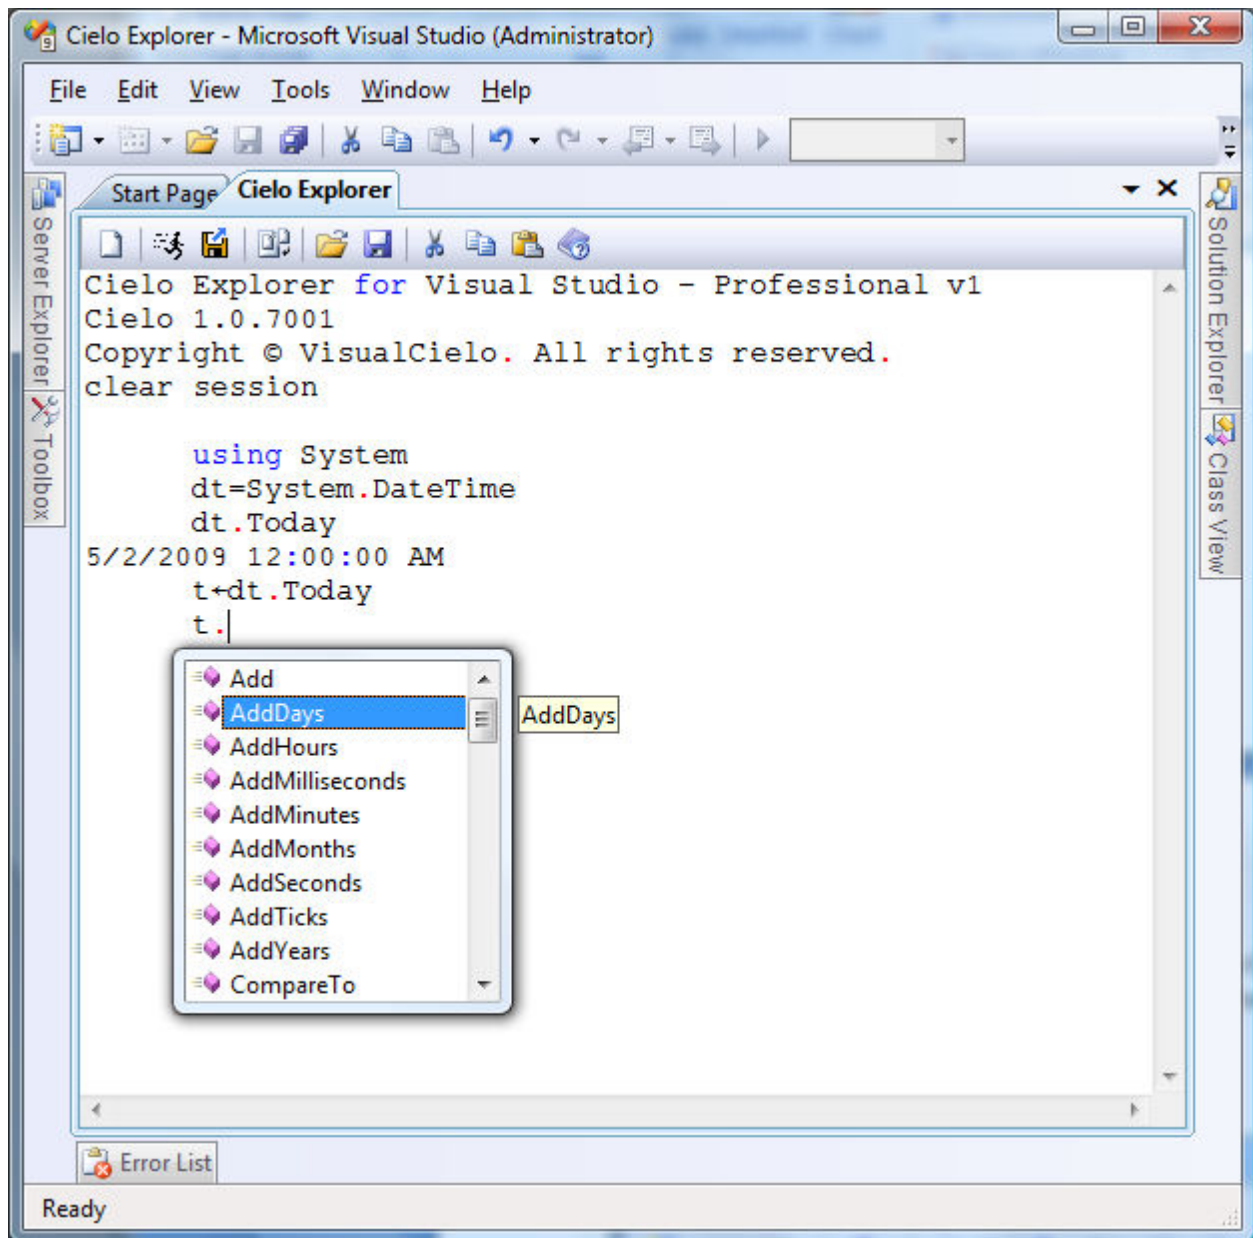 Cielo Explorer - Microsoft Visual Studio (Administrator)
File Edit View Tools Window Help
Start Page Cielo Explorer
Server Explorer
Toolbox
Solution Explorer
Class View
Cielo Explorer for Visual Studio - Professional v1
Cielo 1.0.7001
Copyright © VisualCielo. All rights reserved.
clear session
using System
dt=System.DateTime
dt.Today
5/2/2009 12:00:00 AM
t←dt.Today
t.
Add
AddDays AddDays
AddHours
AddMilliseconds
AddMinutes
AddMonths
AddSeconds
AddTicks
AddYears
CompareTo
Error List
Ready